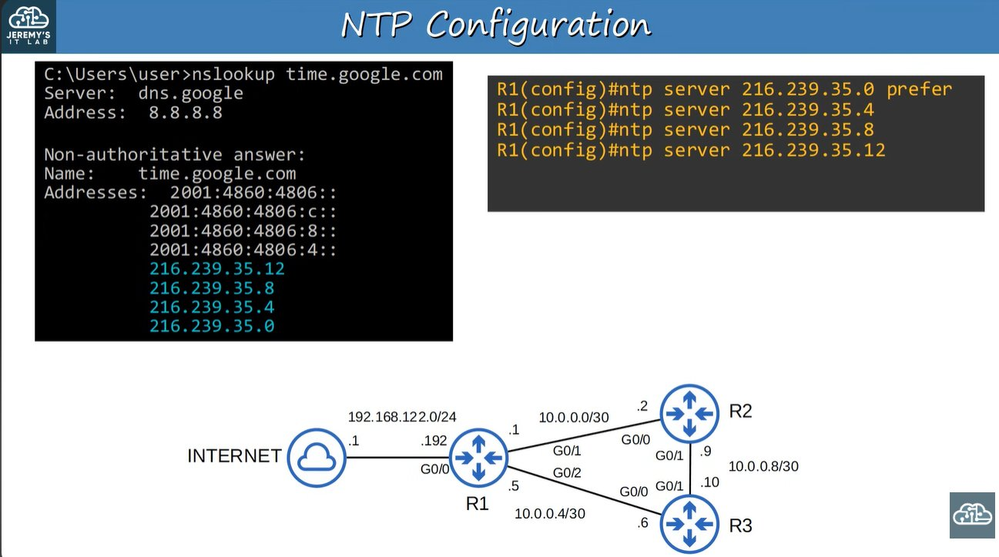 JEREMY'S
IT LAB
NTP Configuration
C:\Users\user>nslookup time.google.com
Server:  dns.google
Address:  8.8.8.8
Non-authoritative answer:
Name:    time.google.com
Addresses:  2001:4860:4806::
2001:4860:4806:c::
2001:4860:4806:8::
2001:4860:4806:4::
216.239.35.12
216.239.35.8
216.239.35.4
216.239.35.0
R1(config)#ntp server 216.239.35.0 prefer
R1(config)#ntp server 216.239.35.4
R1(config)#ntp server 216.239.35.8
R1(config)#ntp server 216.239.35.12
INTERNET
192.168.122.0/24
.1
.192
G0/0
R1
.1
10.0.0.0/30
.2
G0/1
G0/0
R2
G0/2
.5
10.0.0.4/30
G0/0
.6
G0/1
.9
10.0.0.8/30
G0/1
.10
R3